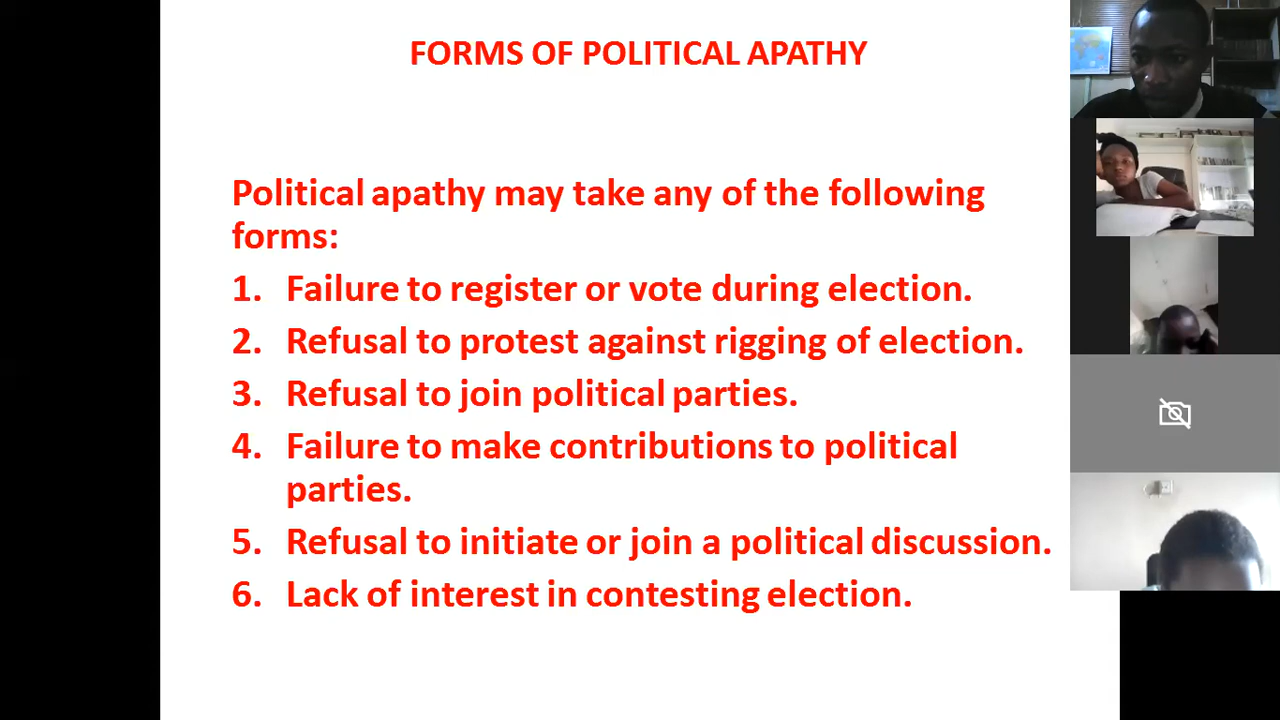 FORMS OF POLITICAL APATHY
Political apathy may take any of the following
forms:
1. Failure to register or vote during election.
2. Refusal to protest against rigging of election.
3. Refusal to join political parties.
4. Failure to make contributions to political
parties.
5. Refusal to initiate or join a political discussion.
6. Lack of interest in contesting election.